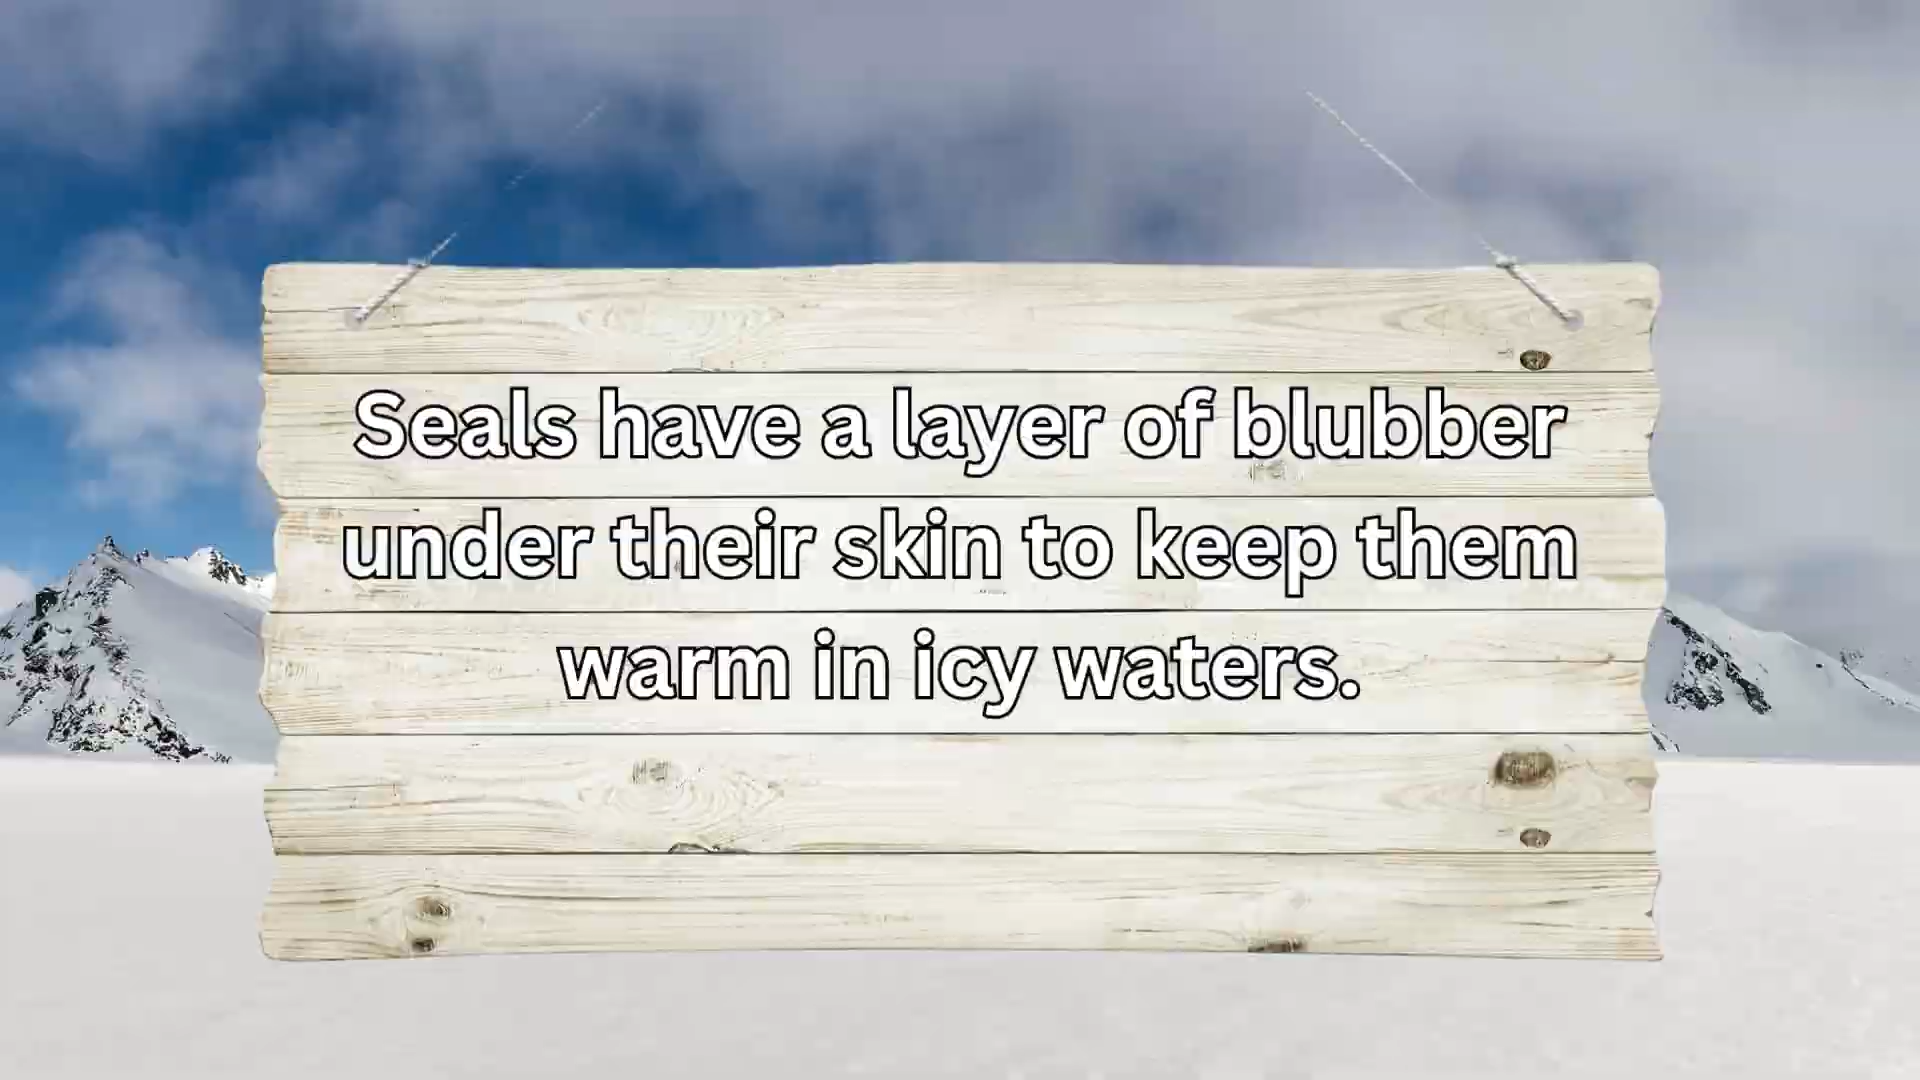 Seals have a layer of blubber
under their skin to keep them
warm in icy waters.